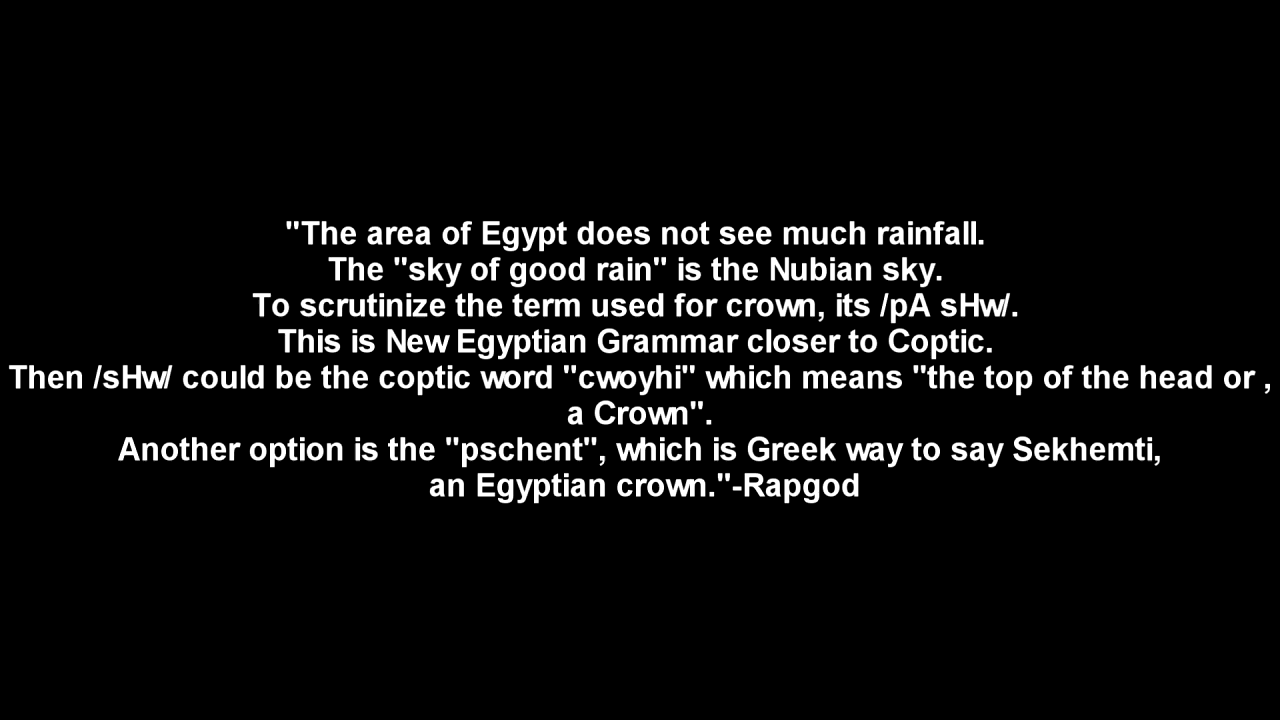 "The area of Egypt does not see much rainfall.
The "sky of good rain" is the Nubian sky.
To scrutinize the term used for crown, its /pA sHw/.
This is New Egyptian Grammar closer to Coptic.
Then /sHw/ could be the coptic word "cwoyhi" which means "the top of the head or ,
a Crown".
Another option is the "pschent", which is Greek way to say Sekhemti,
an Egyptian crown."-Rapgod